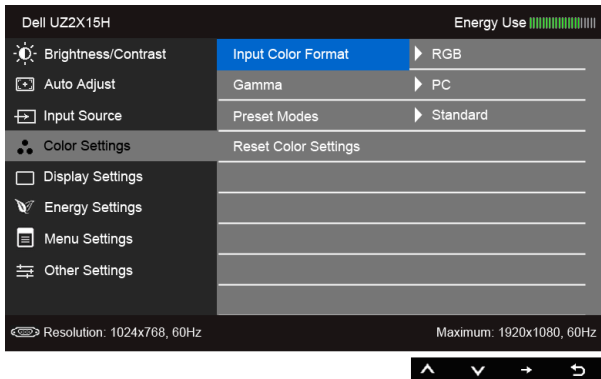 Dell UZ2X15H Energy Use
Brightness/Contrast Input Color Format RGB
Auto Adjust Gamma PC
Input Source Preset Modes Standard
Color Settings Reset Color Settings
Display Settings
Energy Settings
Menu Settings
Other Settings
Resolution: 1024x768, 60Hz Maximum: 1920x1080, 60Hz